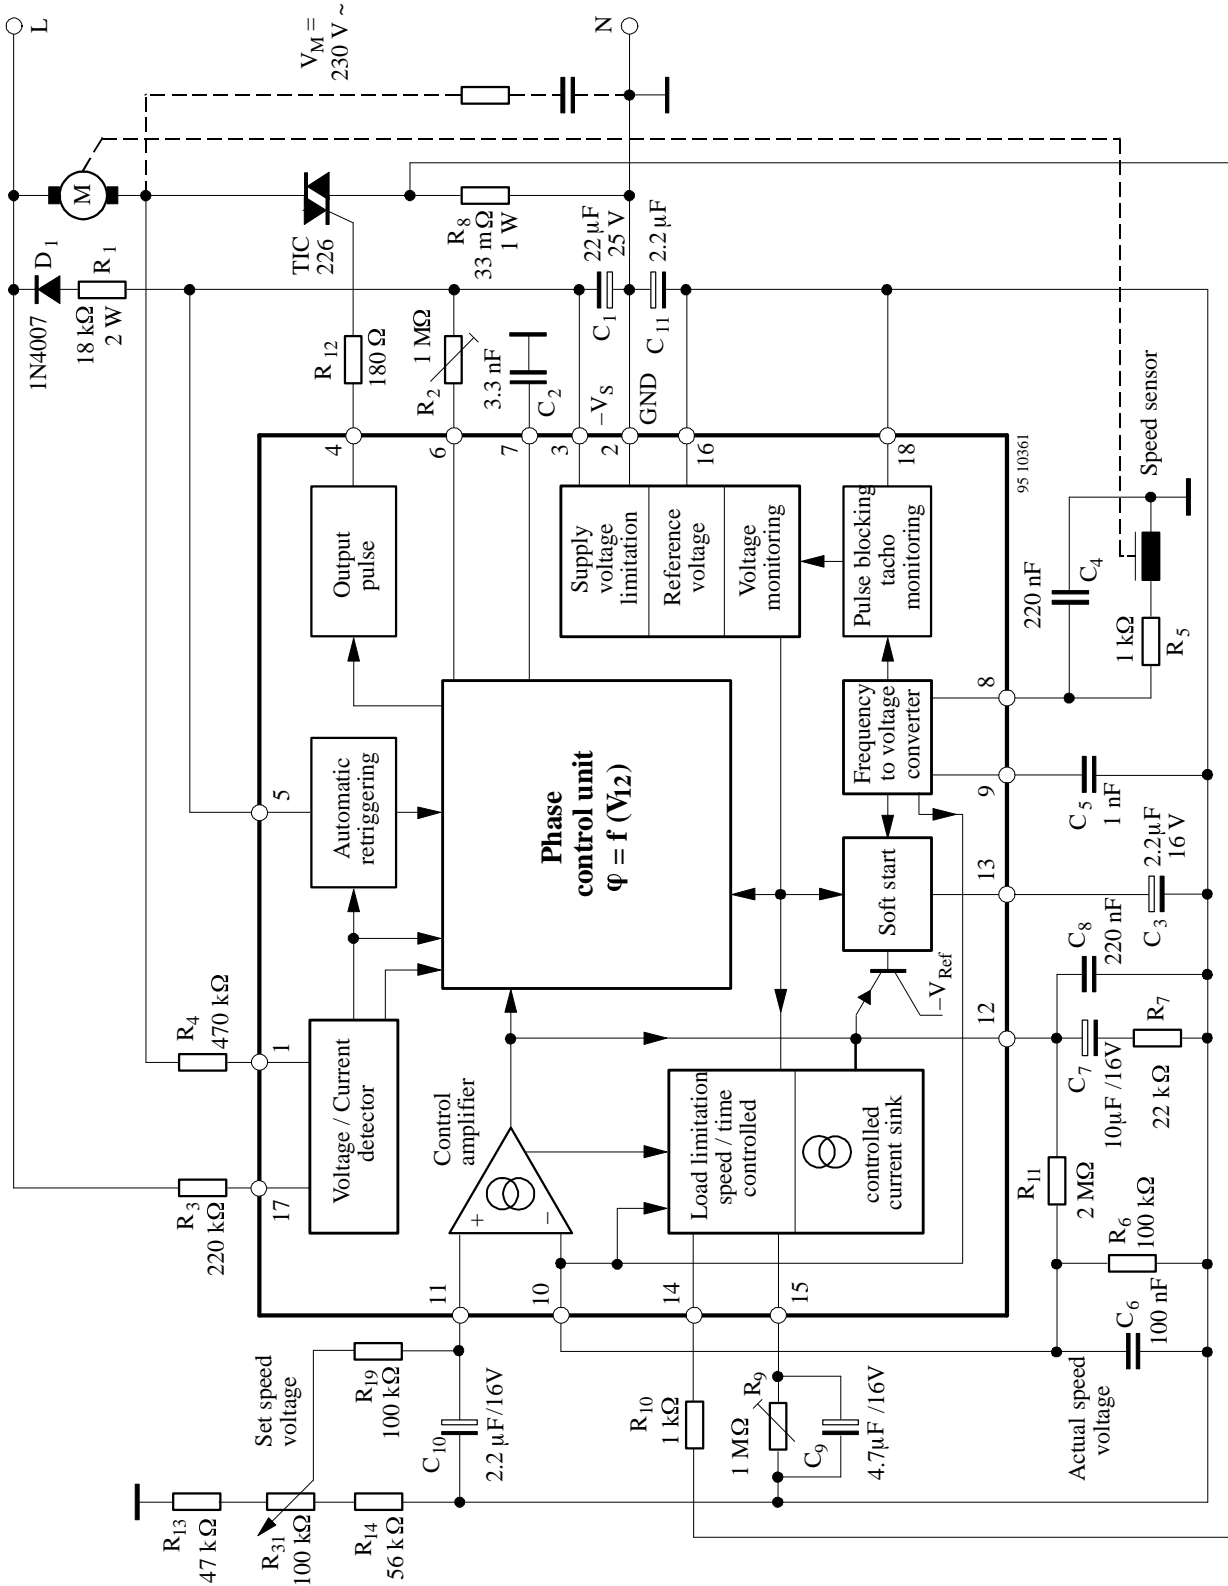 L
V_M =
230 V ~
N
M
D₁
1N4007
R₁
18 kΩ
2 W
TIC
226
R₈
33 mΩ
1 W
22 µF
25 V
C₁
2.2 µF
C₁₁
R₁₂
180 Ω
1 MΩ
R₂
3.3 nF
C₂
–V_S
GND
R₄
470 kΩ
R₃
220 kΩ
17
1
5
4
6
7
3
2
16
18
Voltage / Current
detector
Automatic
retriggering
Output
pulse
Control
amplifier
+
–
Phase
control unit
φ = f (V₁₂)
Supply
voltage
limitation
Reference
voltage
Voltage
monitoring
Pulse blocking
tacho
monitoring
Frequency
to voltage
converter
Soft start
–V_Ref
Load limitation
speed / time
controlled
controlled
current sink
95 10361
11
10
14
15
12
13
9
8
Set speed
voltage
R₁₉
100 kΩ
C₁₀
2.2 µF/16V
R₁₃
47 kΩ
R₃₁
100 kΩ
R₁₄
56 kΩ
R₁₀
1 kΩ
R₉
1 MΩ
C₉
4.7µF /16V
Actual speed
voltage
C₆
100 nF
R₆
100 kΩ
R₁₁
2 MΩ
C₇
10µF /16V
R₇
22 kΩ
C₈
220 nF
C₃
2.2µF
16 V
C₅
1 nF
R₅
1 kΩ
C₄
220 nF
Speed sensor